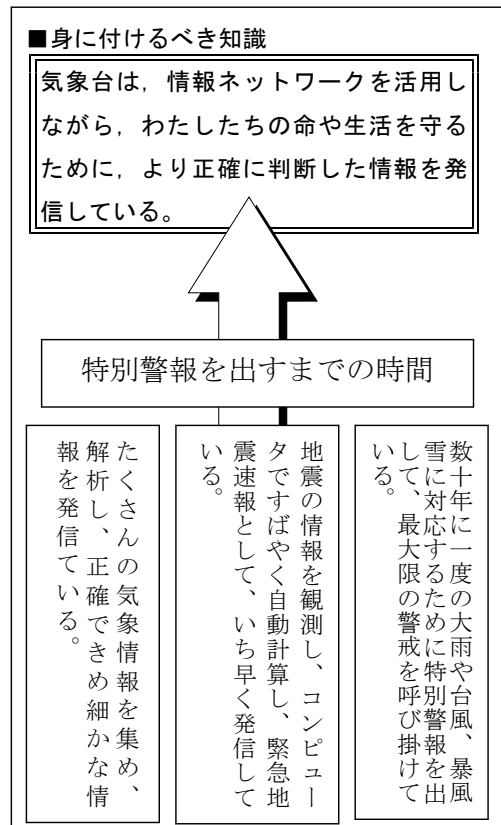 ■身に付けるべき知識
気象台は，情報ネットワークを活用し
ながら，わたしたちの命や生活を守る
ために，より正確に判断した情報を発
信している。
特別警報を出すまでの時間
数十年に一度の大雨や台風、暴風
雪に対応するために特別警報を出
して、最大限の警戒を呼び掛けて
いる。
地震の情報を観測し、コンピュー
タですばやく自動計算し、緊急地
震速報として、いち早く発信して
いる。
たくさんの気象情報を集め、
解析し、正確できめ細かな情
報を発信ている。